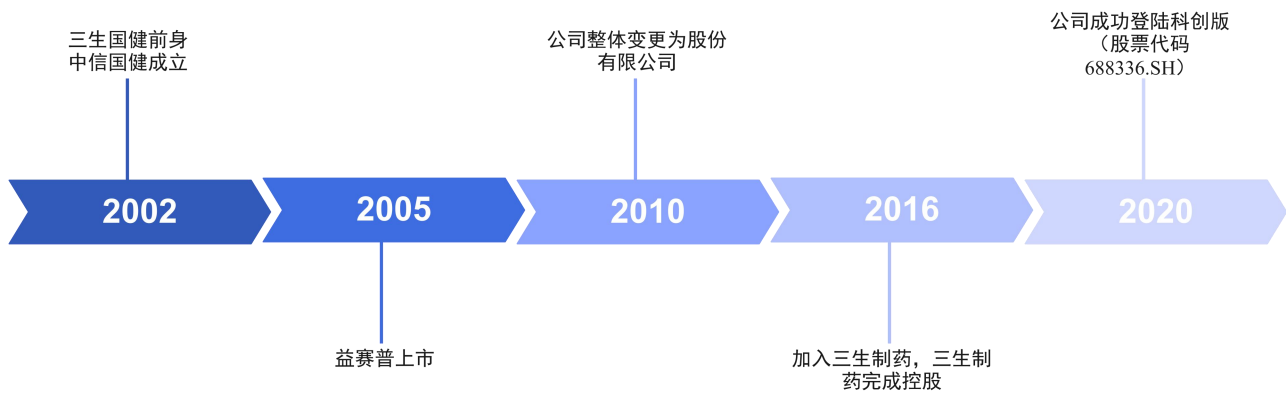 三生国健前身
中信国健成立
公司整体变更为股份
有限公司
公司成功登陆科创版
（股票代码
688336.SH）
2002
2005
2010
2016
2020
益赛普上市
加入三生制药，三生制
药完成控股